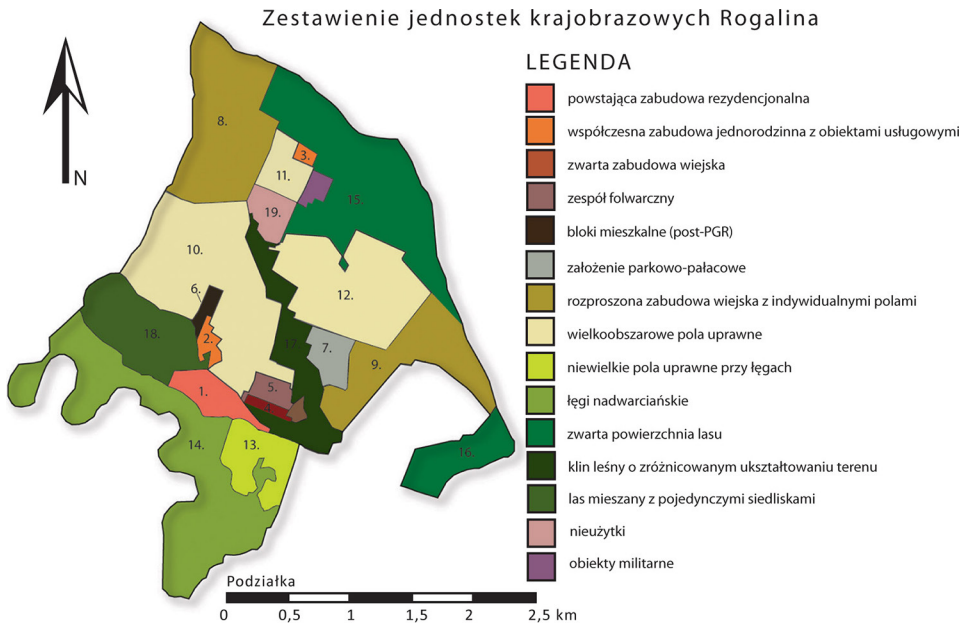 Zestawienie jednostek krajobrazowych Rogalina
N
LEGENDA
powstająca zabudowa rezydencjonalna
współczesna zabudowa jednorodzinna z obiektami usługowymi
zwarta zabudowa wiejska
zespół folwarczny
bloki mieszkalne (post-PGR)
założenie parkowo-pałacowe
rozproszona zabudowa wiejska z indywidualnymi polami
wielkoobszarowe pola uprawne
niewielkie pola uprawne przy łęgach
łęgi nadwarciańskie
zwarta powierzchnia lasu
klin leśny o zróżnicowanym ukształtowaniu terenu
las mieszany z pojedynczymi siedliskami
nieużytki
obiekty militarne
8.
3.
11.
15.
19.
10.
6.
12.
18.
2.
17.
7.
9.
1.
5.
14.
13.
16.
Podziałka
0 0,5 1 1,5 2 2,5 km